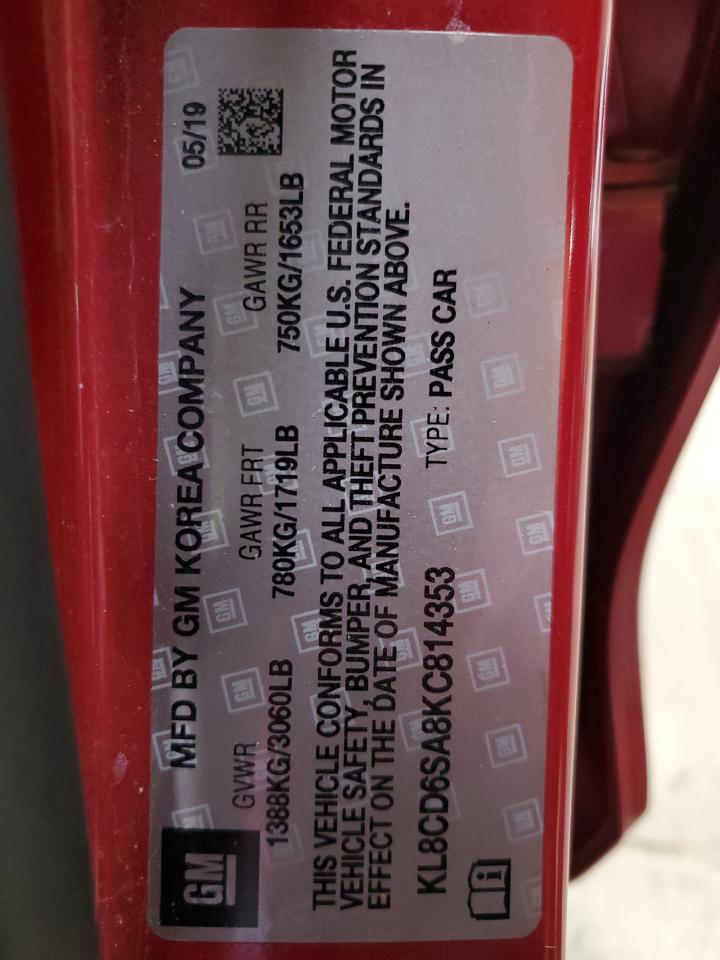 GM
MFD BY GM KOREA COMPANY 05/19
GVWR GAWR FRT GAWR RR
1388KG/3060LB 780KG/1719LB 750KG/1653LB
THIS VEHICLE CONFORMS TO ALL APPLICABLE U.S. FEDERAL MOTOR
VEHICLE SAFETY, BUMPER, AND THEFT PREVENTION STANDARDS IN
EFFECT ON THE DATE OF MANUFACTURE SHOWN ABOVE.
KL8CD6SA8KC814353 TYPE: PASS CAR